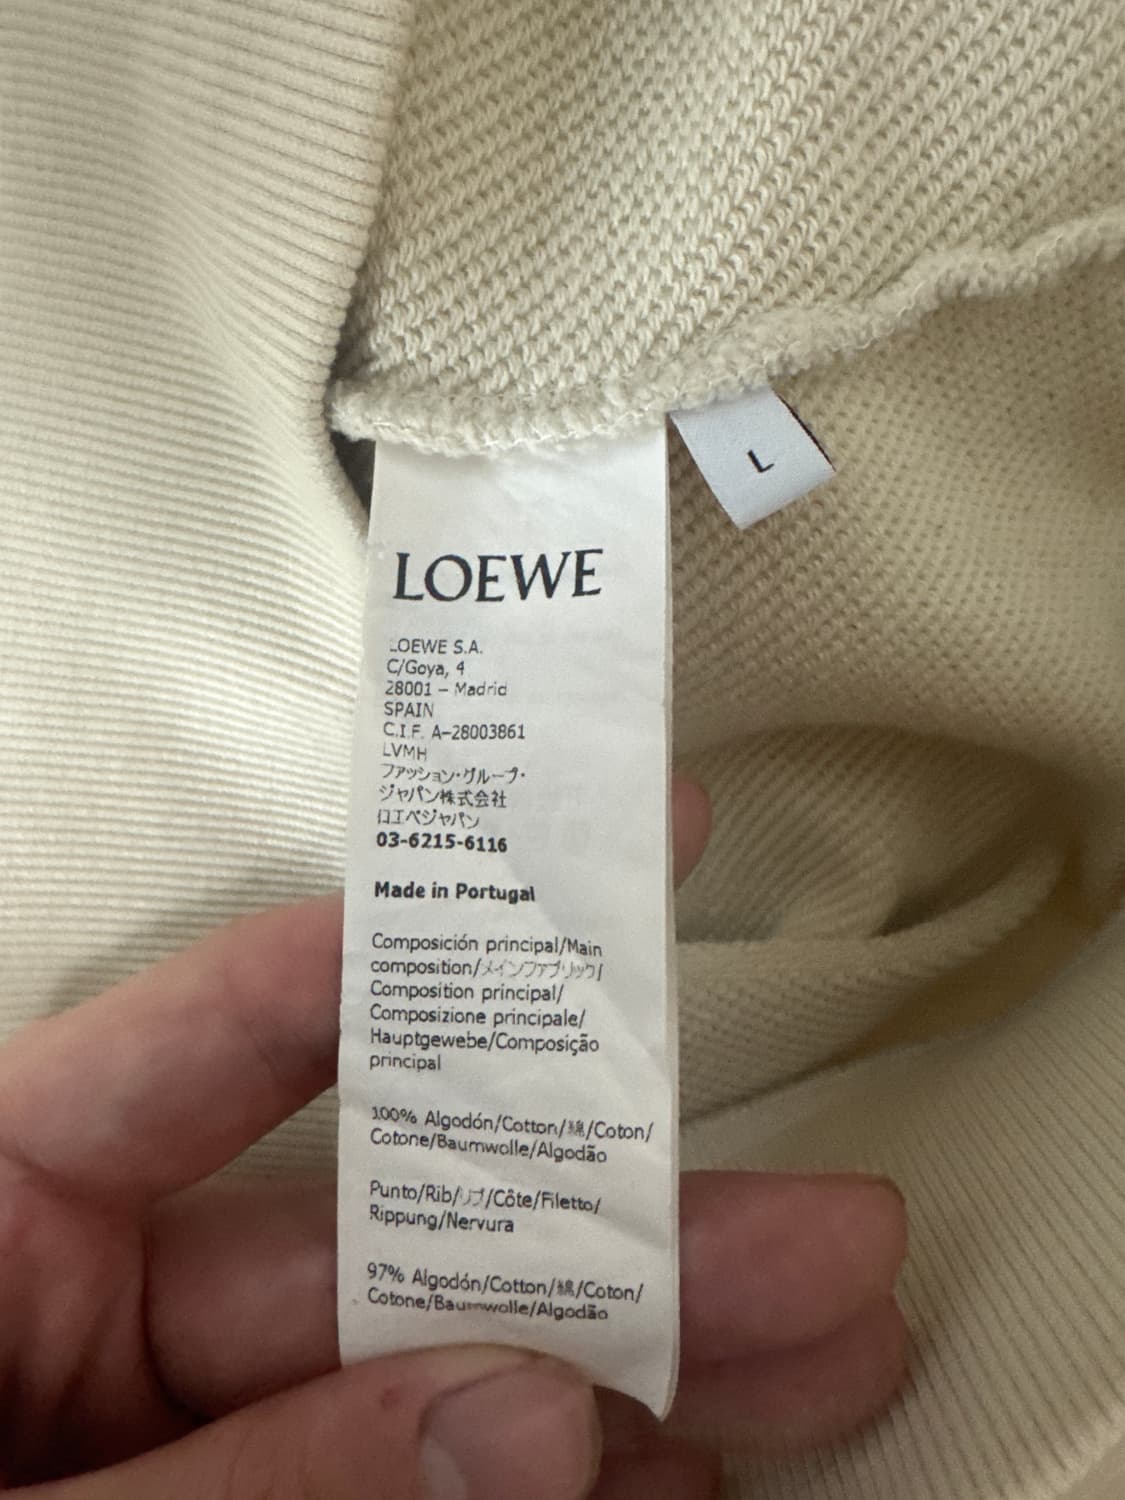 L
LOEWE
LOEWE S.A.
C/Goya, 4
28001 – Madrid
SPAIN
C.I.F. A-28003861
LVMH
ファッション・グループ・
ジャパン株式会社
ロエベジャパン
03-6215-6116
Made in Portugal
Composición principal/Main
composition/メインファブリック/
Composition principal/
Composizione principale/
Hauptgewebe/Composição
principal
100% Algodón/Cotton/綿/Coton/
Cotone/Baumwolle/Algodão
Punto/Rib/リブ/Côte/Filetto/
Rippung/Nervura
97% Algodón/Cotton/綿/Coton/
Cotone/Baumwolle/Algodão